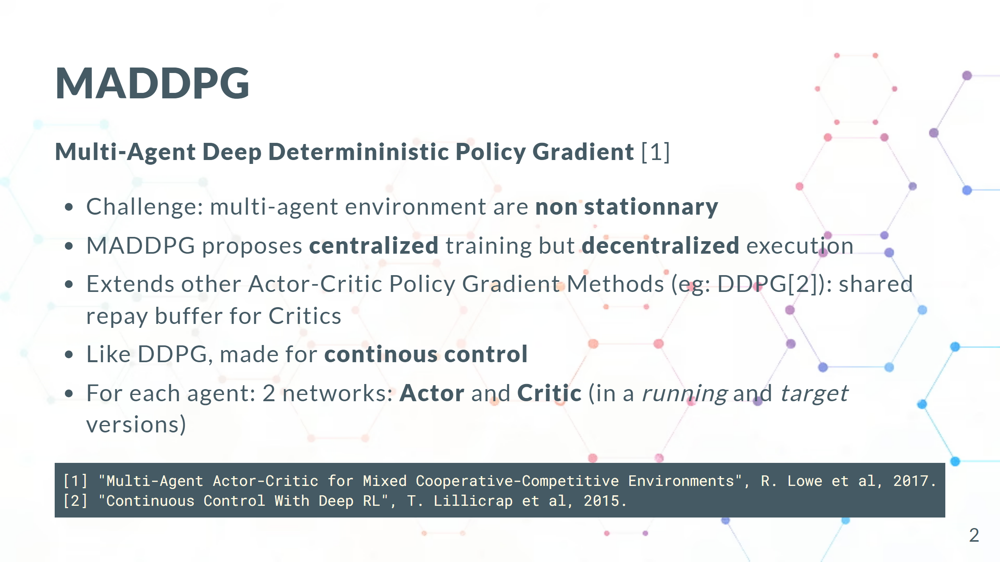 MADDPG
Multi-Agent Deep Determininistic Policy Gradient [1]
• Challenge: multi-agent environment are non stationnary
• MADDPG proposes centralized training but decentralized execution
• Extends other Actor-Critic Policy Gradient Methods (eg: DDPG[2]): shared
repay buffer for Critics
• Like DDPG, made for continous control
• For each agent: 2 networks: Actor and Critic (in a running and target
versions)
[1] "Multi-Agent Actor-Critic for Mixed Cooperative-Competitive Environments", R. Lowe et al, 2017.
[2] "Continuous Control With Deep RL", T. Lillicrap et al, 2015.
2